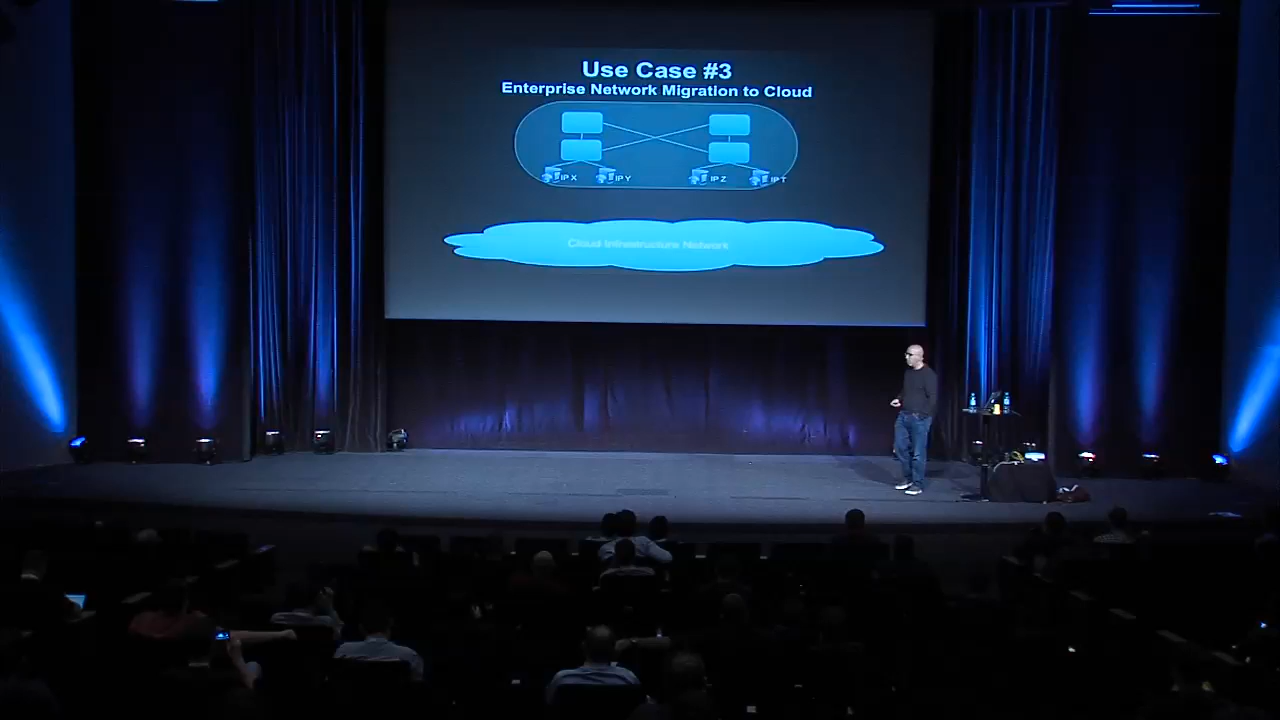 Use Case #3
Enterprise Network Migration to Cloud
IP X IP Y IP Z IP T
Cloud Infrastructure Network